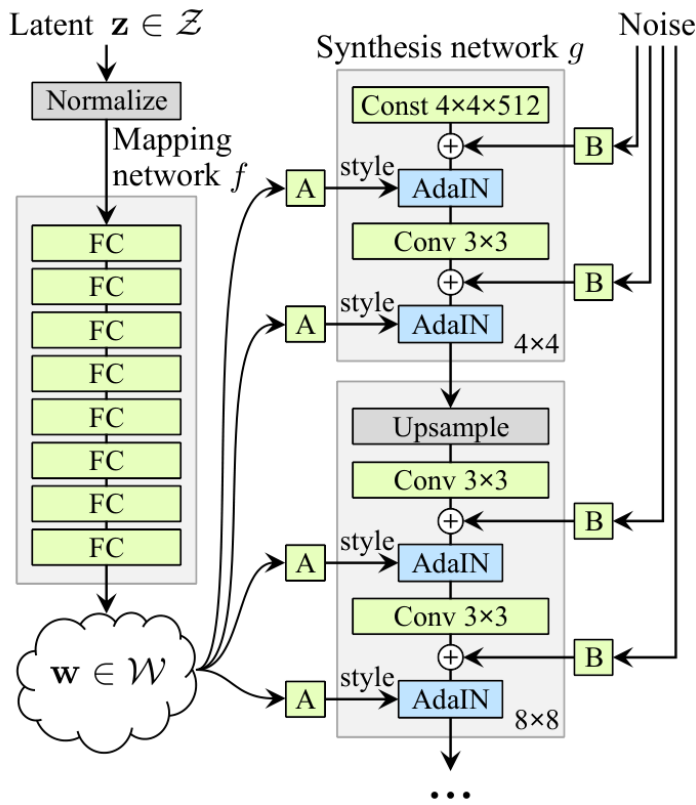 Latent z ∈ 𝒵
Normalize
Mapping
network f
FC
FC
FC
FC
FC
FC
FC
FC
w ∈ 𝒲
Synthesis network g
Noise
Const 4×4×512
B
A
style
AdaIN
Conv 3×3
B
A
style
AdaIN
4×4
Upsample
Conv 3×3
B
A
style
AdaIN
Conv 3×3
B
A
style
AdaIN
8×8
...